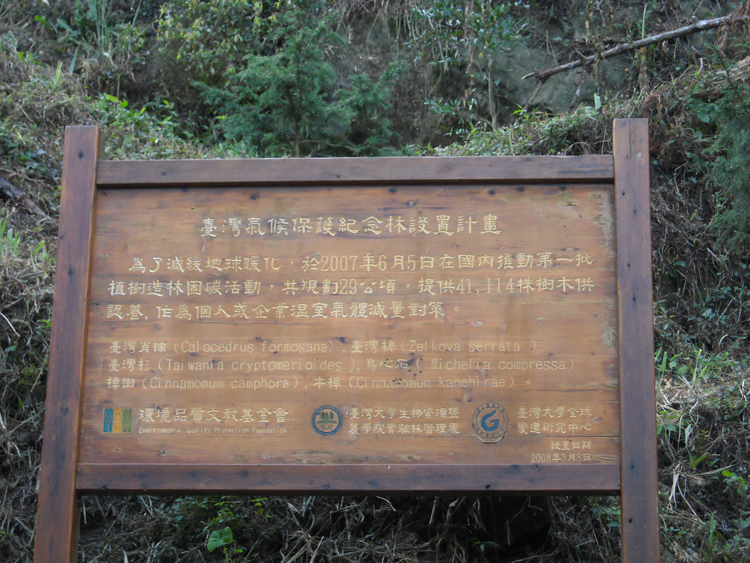 臺灣氣候保護紀念林設置計畫
為了減緩地球暖化，於2007年6月5日在國內推動第一批
植樹造林固碳活動，共規劃29公頃，提供41,114株樹木供
認養，作為個人或企業溫室氣體減量對策。
臺灣肖楠（Calocedrus formosana）,臺灣櫸（Zelkova serrata ）
臺灣杉（Taiwania cryptomerioides ）,烏心石（ Michelia compressa）
樟樹（Cinnamomum camphora）,牛樟（Cinnamomum kanehirae）。
環境品質文教基金會
Environmental Quality Protection Foundation
臺灣大學生物資源暨
農學院實驗林管理處
臺灣大學全球
變遷研究中心
設置日期
2008年3月8日